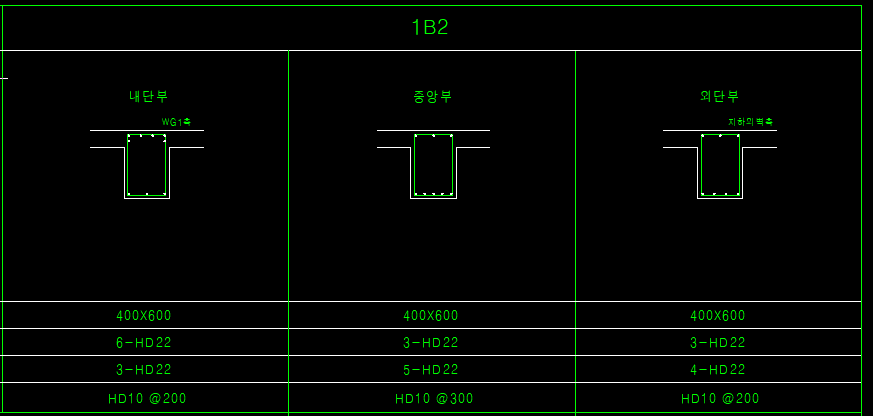 1B2
내단부 중앙부 외단부
WG1측 지하외벽측
400X600 400X600 400X600
6-HD22 3-HD22 3-HD22
3-HD22 5-HD22 4-HD22
HD10 @200 HD10 @300 HD10 @200